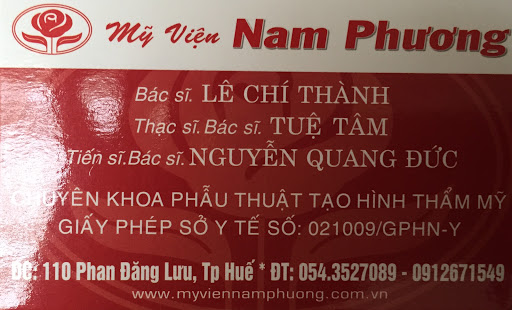 Mỹ Viện Nam Phương
Bác sĩ. LÊ CHÍ THÀNH
Thạc sĩ.Bác sĩ. TUỆ TÂM
Tiến sĩ.Bác sĩ. NGUYỄN QUANG ĐỨC
CHUYÊN KHOA PHẪU THUẬT TẠO HÌNH THẨM MỸ
GIẤY PHÉP SỞ Y TẾ SỐ: 021009/GPHN-Y
ĐC: 110 Phan Đăng Lưu, Tp Huế * ĐT: 054.3527089 - 0912671549
www.myviennamphuong.com.vn